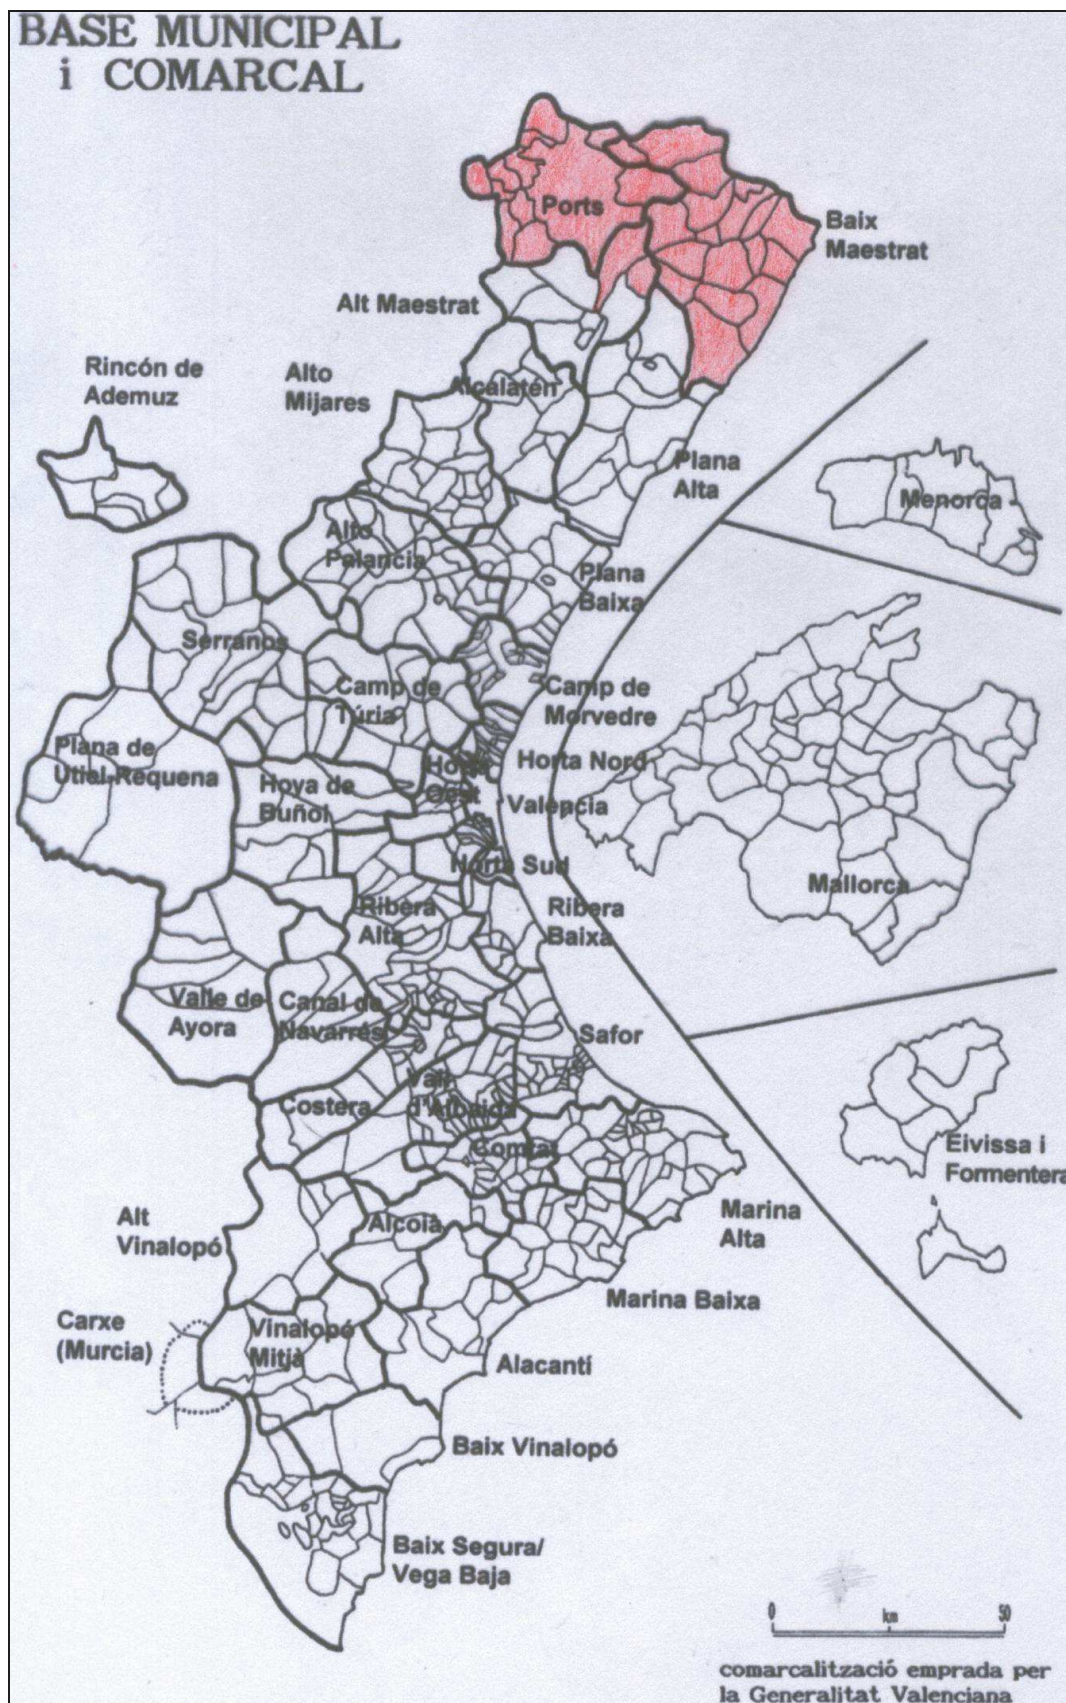 BASE MUNICIPAL
i COMARCAL
Ports
Baix
Maestrat
Alt Maestrat
Rincón de
Ademuz
Alto
Mijares
Alcalatén
Plana
Alta
Menorca
Alto
Palancia
Plana
Baixa
Serranos
Camp de
Túria
Camp de
Morvedre
Plana de
Utiel-Requena
Horta Nord
Hoya de
Buñol
Horta
Oest
València
Mallorca
Horta Sud
Ribera
Alta
Ribera
Baixa
Valle de
Ayora
Canal de
Navarrés
Safor
Costera
Vall
d'Albaida
Comtat
Eivissa i
Formentera
Alt
Vinalopó
Alcoià
Marina
Alta
Marina Baixa
Carxe
(Murcia)
Vinalopó
Mitjà
Alacantí
Baix Vinalopó
Baix Segura/
Vega Baja
0 km 50
comarcalització emprada per
la Generalitat Valenciana